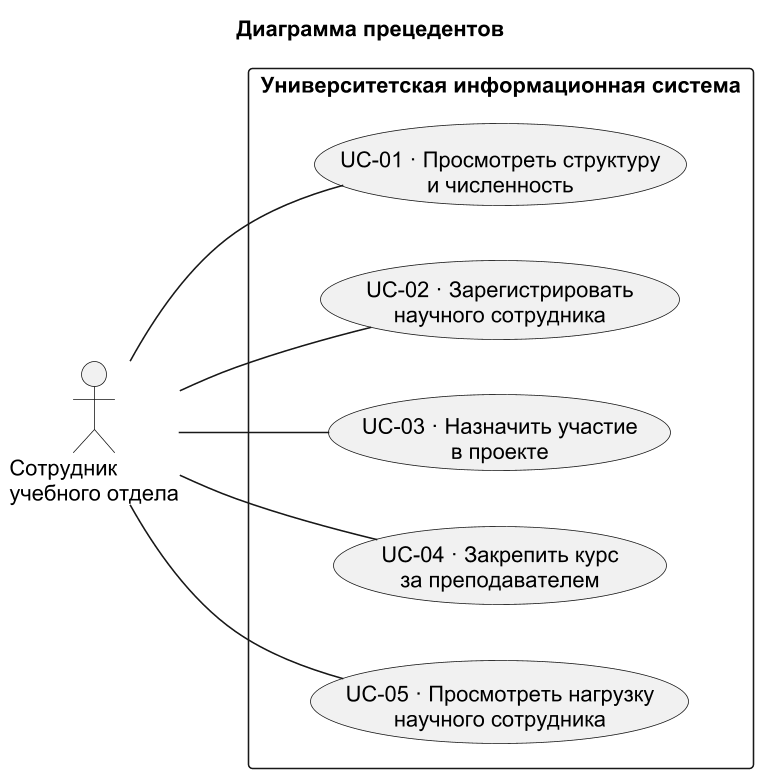 Диаграмма прецедентов
Университетская информационная система
UC-01 · Просмотреть структуру
и численность
UC-02 · Зарегистрировать
научного сотрудника
UC-03 · Назначить участие
в проекте
Сотрудник
учебного отдела
UC-04 · Закрепить курс
за преподавателем
UC-05 · Просмотреть нагрузку
научного сотрудника